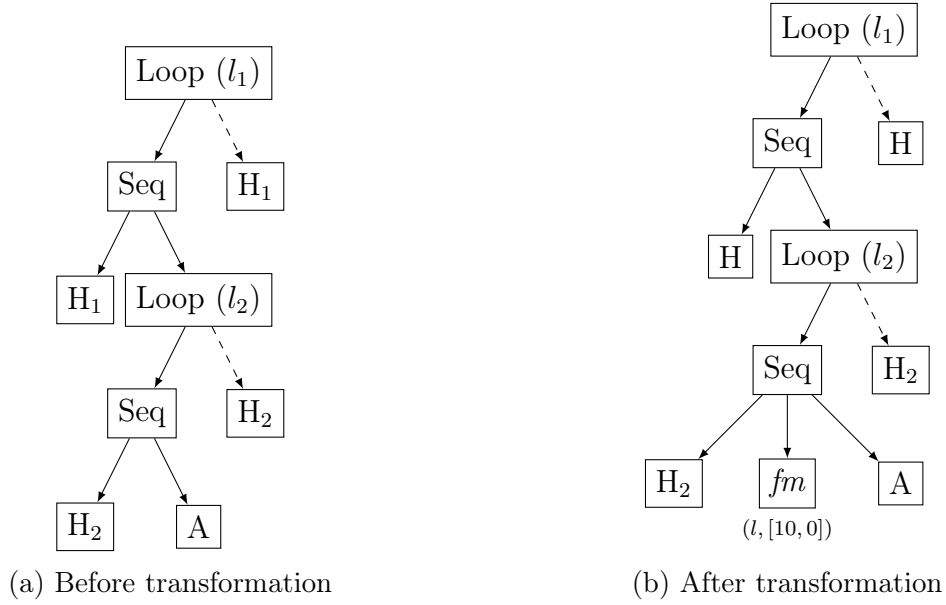 Loop (l₁)
Seq
H₁
H₁
Loop (l₂)
Seq
H₂
H₂
A
(a) Before transformation
Loop (l₁)
Seq
H
H
Loop (l₂)
Seq
H₂
H₂
fm
A
(l, [10, 0])
(b) After transformation